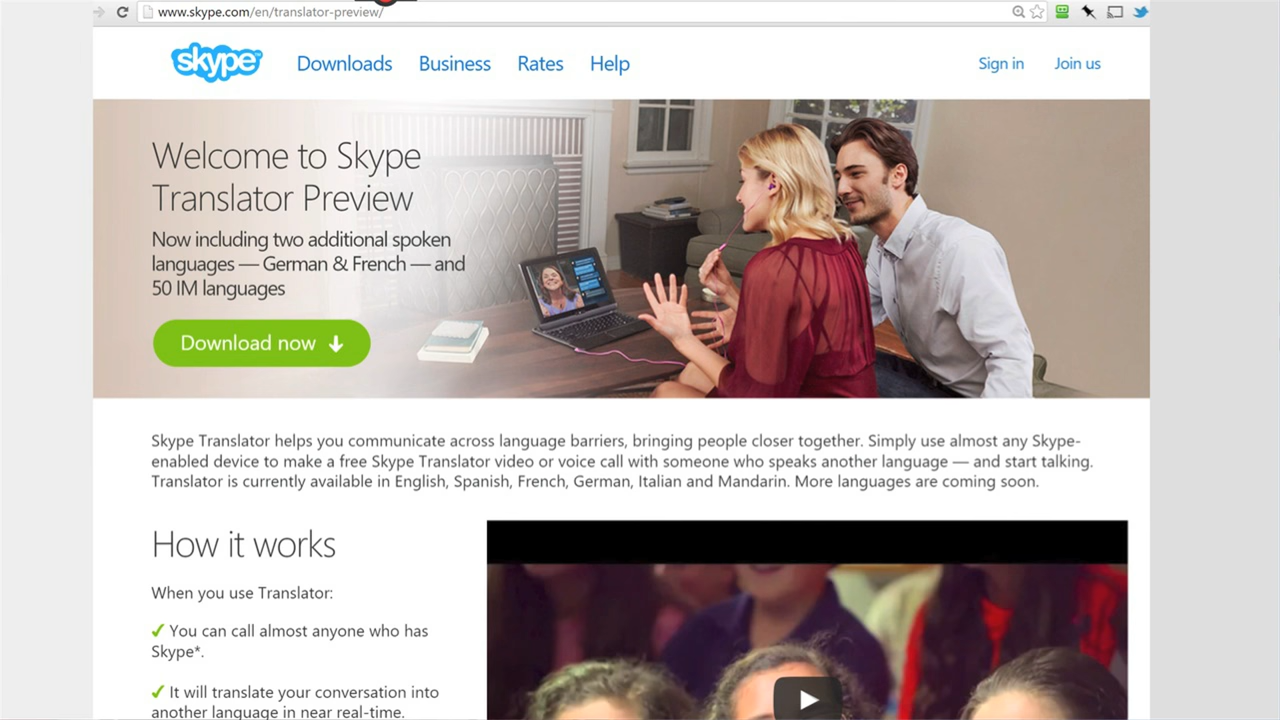 www.skype.com/en/translator-preview/
skype™
Downloads Business Rates Help Sign in Join us
Welcome to Skype
Translator Preview
Now including two additional spoken
languages — German & French — and
50 IM languages
Download now
Skype Translator helps you communicate across language barriers, bringing people closer together. Simply use almost any Skype-
enabled device to make a free Skype Translator video or voice call with someone who speaks another language — and start talking.
Translator is currently available in English, Spanish, French, German, Italian and Mandarin. More languages are coming soon.
How it works
When you use Translator:
You can call almost anyone who has
Skype*.
It will translate your conversation into
another language in near real-time.